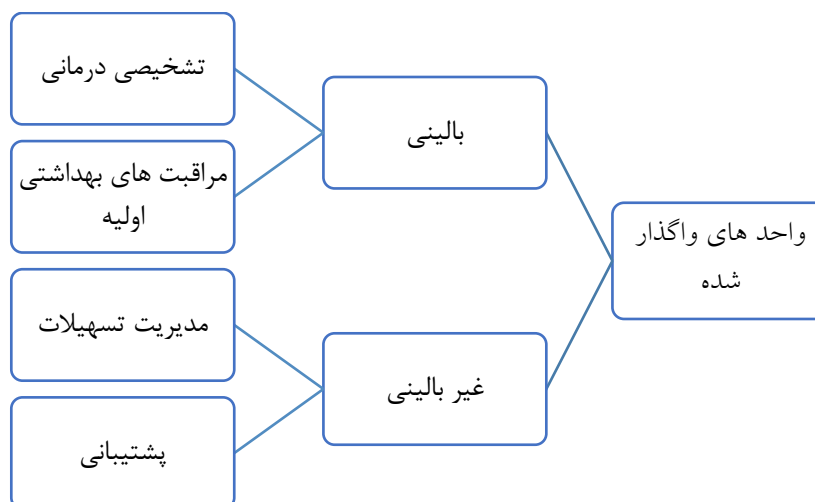 واحد های واگذار
شده
بالینی
تشخیصی درمانی
مراقبت های بهداشتی
اولیه
غیر بالینی
مدیریت تسهیلات
پشتیبانی